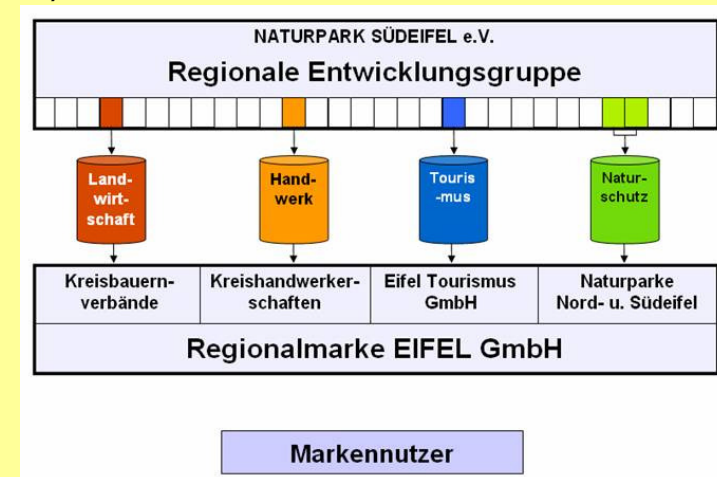 NATURPARK SÜDEIFEL e.V.
Regionale Entwicklungsgruppe
Land-
wirt-
schaft
Hand-
werk
Touris
-mus
Natur-
schutz
Kreisbauern-
verbände
Kreishandwerker-
schaften
Eifel Tourismus
GmbH
Naturparke
Nord- u. Südeifel
Regionalmarke EIFEL GmbH
Markennutzer